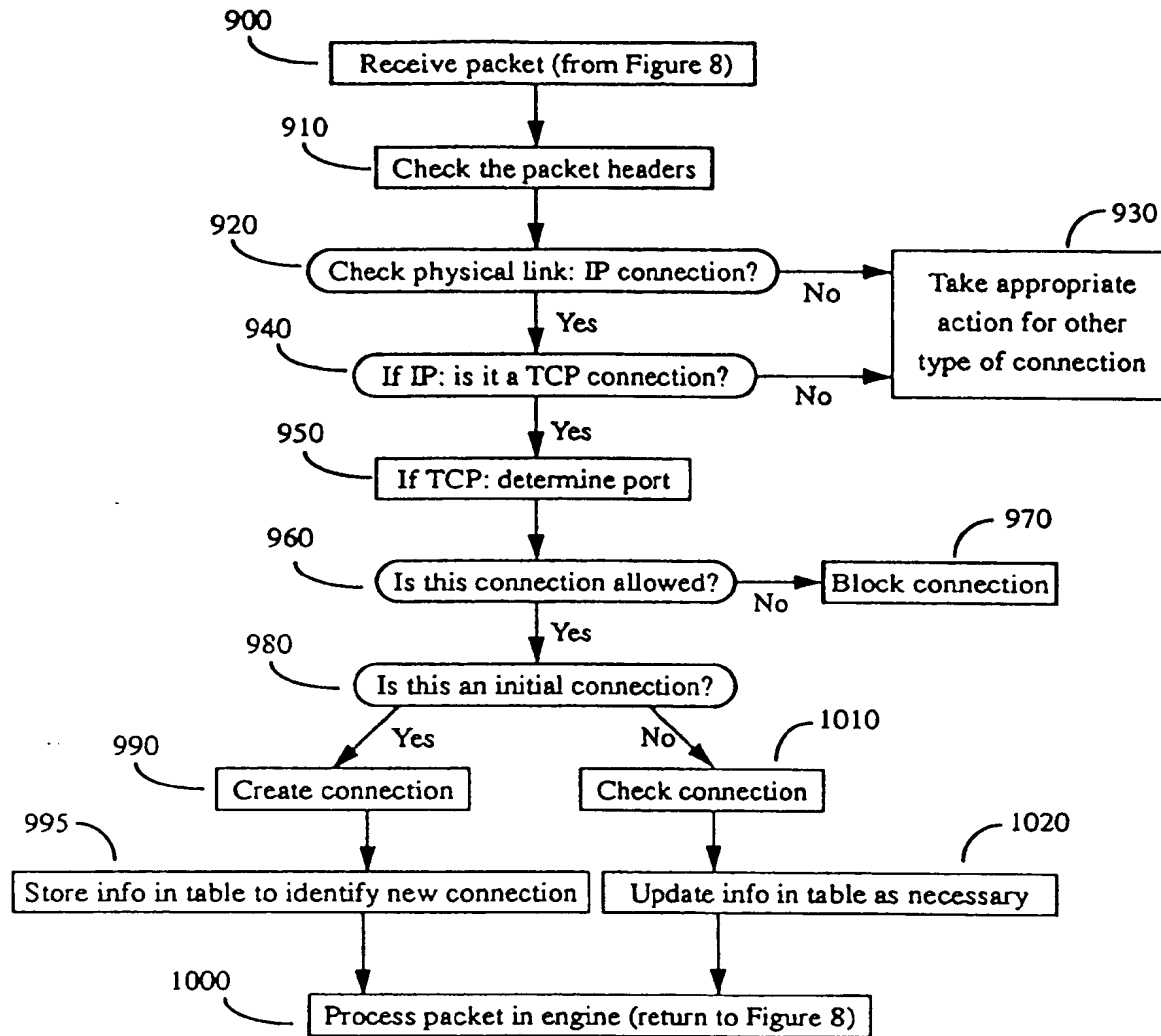 900
Receive packet (from Figure 8)
910
Check the packet headers
920
Check physical link: IP connection?
No
930
Take appropriate
action for other
type of connection
Yes
940
If IP: is it a TCP connection?
No
Yes
950
If TCP: determine port
960
Is this connection allowed?
No
970
Block connection
Yes
980
Is this an initial connection?
Yes
No
990
Create connection
1010
Check connection
995
Store info in table to identify new connection
1020
Update info in table as necessary
1000
Process packet in engine (return to Figure 8)